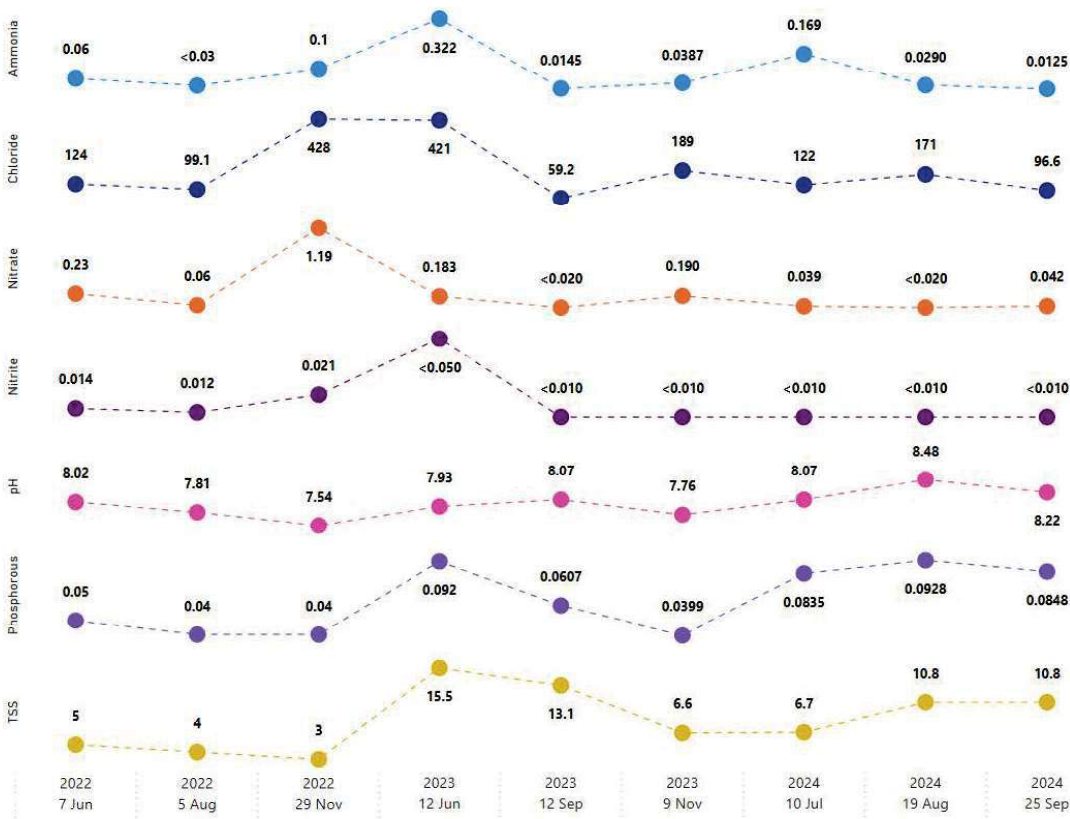 Ammonia
0.06 <0.03 0.1 0.322 0.0145 0.0387 0.169 0.0290 0.0125
Chloride
124 99.1 428 421 59.2 189 122 171 96.6
Nitrate
0.23 0.06 1.19 0.183 <0.020 0.190 0.039 <0.020 0.042
Nitrite
0.014 0.012 0.021 <0.050 <0.010 <0.010 <0.010 <0.010 <0.010
pH
8.02 7.81 7.54 7.93 8.07 7.76 8.07 8.48 8.22
Phosphorous
0.05 0.04 0.04 0.092 0.0607 0.0399 0.0835 0.0928 0.0848
TSS
5 4 3 15.5 13.1 6.6 6.7 10.8 10.8
2022 2022 2022 2023 2023 2023 2024 2024 2024
7 Jun 5 Aug 29 Nov 12 Jun 12 Sep 9 Nov 10 Jul 19 Aug 25 Sep